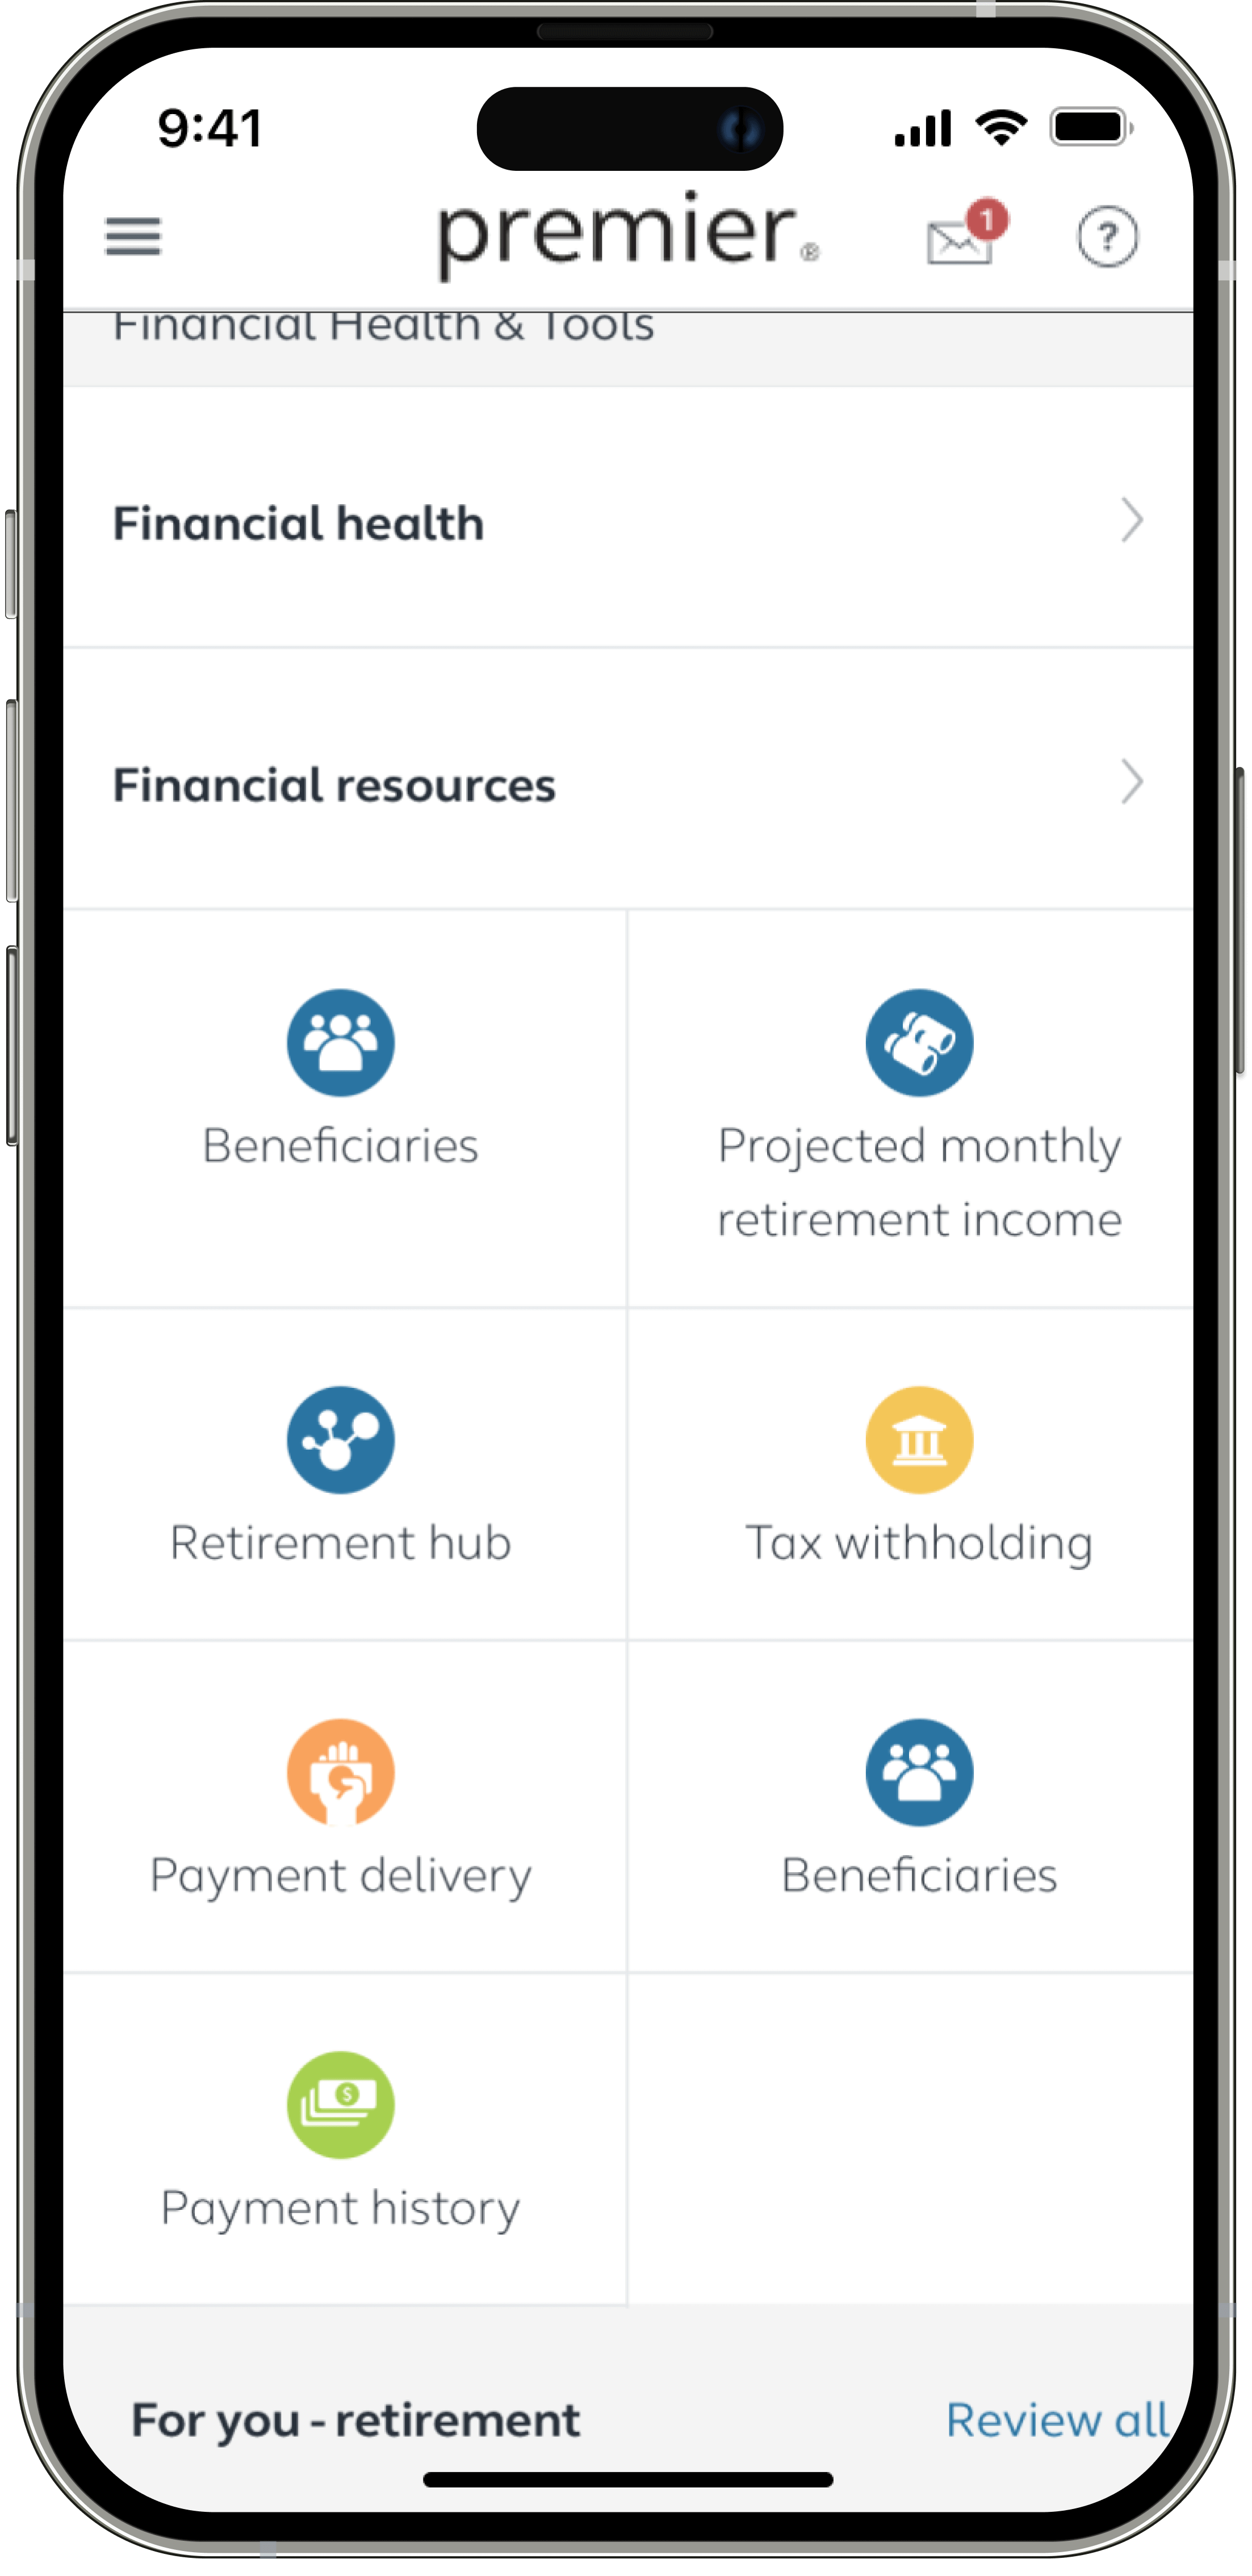 9:41
premier®
1
?
Financial Health & Tools
Financial health
Financial resources
Beneficiaries
Projected monthly
retirement income
Retirement hub
Tax withholding
Payment delivery
Beneficiaries
$
Payment history
For you - retirement
Review all